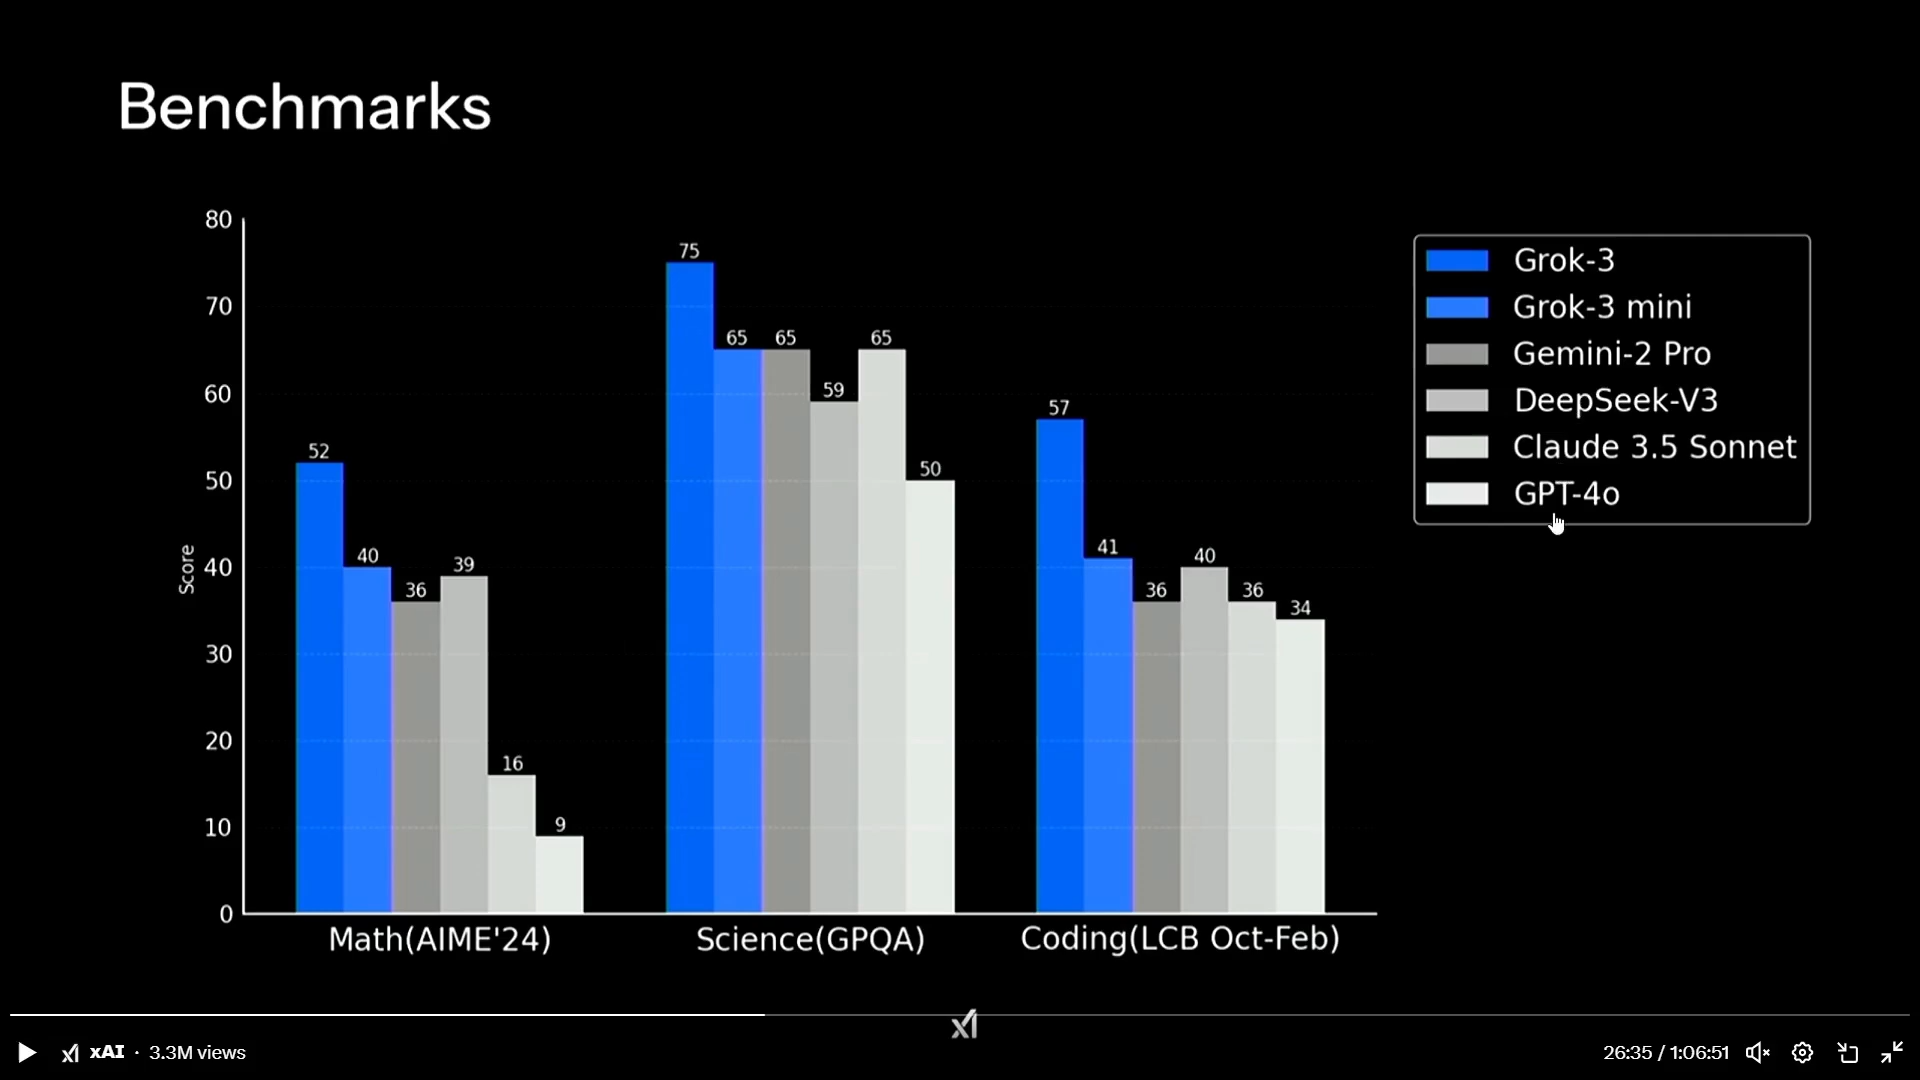 Benchmarks
80
70
60
50
40
30
20
10
0
Score
52
40
36
39
16
9
75
65
65
59
65
50
57
41
36
40
36
34
Math(AIME'24)
Science(GPQA)
Coding(LCB Oct-Feb)
Grok-3
Grok-3 mini
Gemini-2 Pro
DeepSeek-V3
Claude 3.5 Sonnet
GPT-4o
xAI · 3.3M views
26:35 / 1:06:51